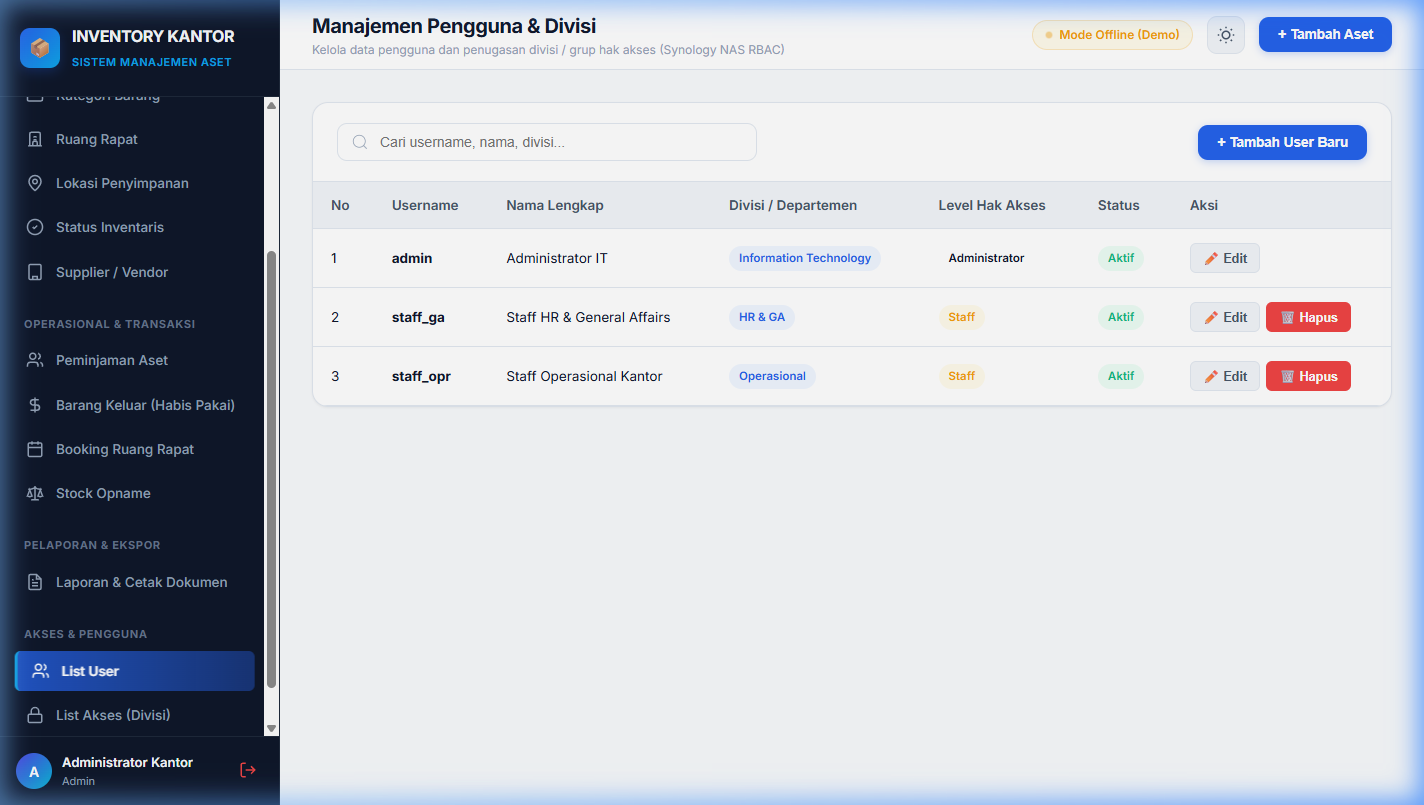 INVENTORY KANTOR
SISTEM MANAJEMEN ASET
Kategori Barang
Ruang Rapat
Lokasi Penyimpanan
Status Inventaris
Supplier / Vendor
OPERASIONAL & TRANSAKSI
Peminjaman Aset
Barang Keluar (Habis Pakai)
Booking Ruang Rapat
Stock Opname
PELAPORAN & EKSPOR
Laporan & Cetak Dokumen
AKSES & PENGGUNA
List User
List Akses (Divisi)
A
Administrator Kantor
Admin
Manajemen Pengguna & Divisi
Kelola data pengguna dan penugasan divisi / grup hak akses (Synology NAS RBAC)
Mode Offline (Demo)
+ Tambah Aset
Cari username, nama, divisi...
+ Tambah User Baru
No Username Nama Lengkap Divisi / Departemen Level Hak Akses Status Aksi
1 admin Administrator IT Information Technology Administrator Aktif Edit
2 staff_ga Staff HR & General Affairs HR & GA Staff Aktif Edit Hapus
3 staff_opr Staff Operasional Kantor Operasional Staff Aktif Edit Hapus